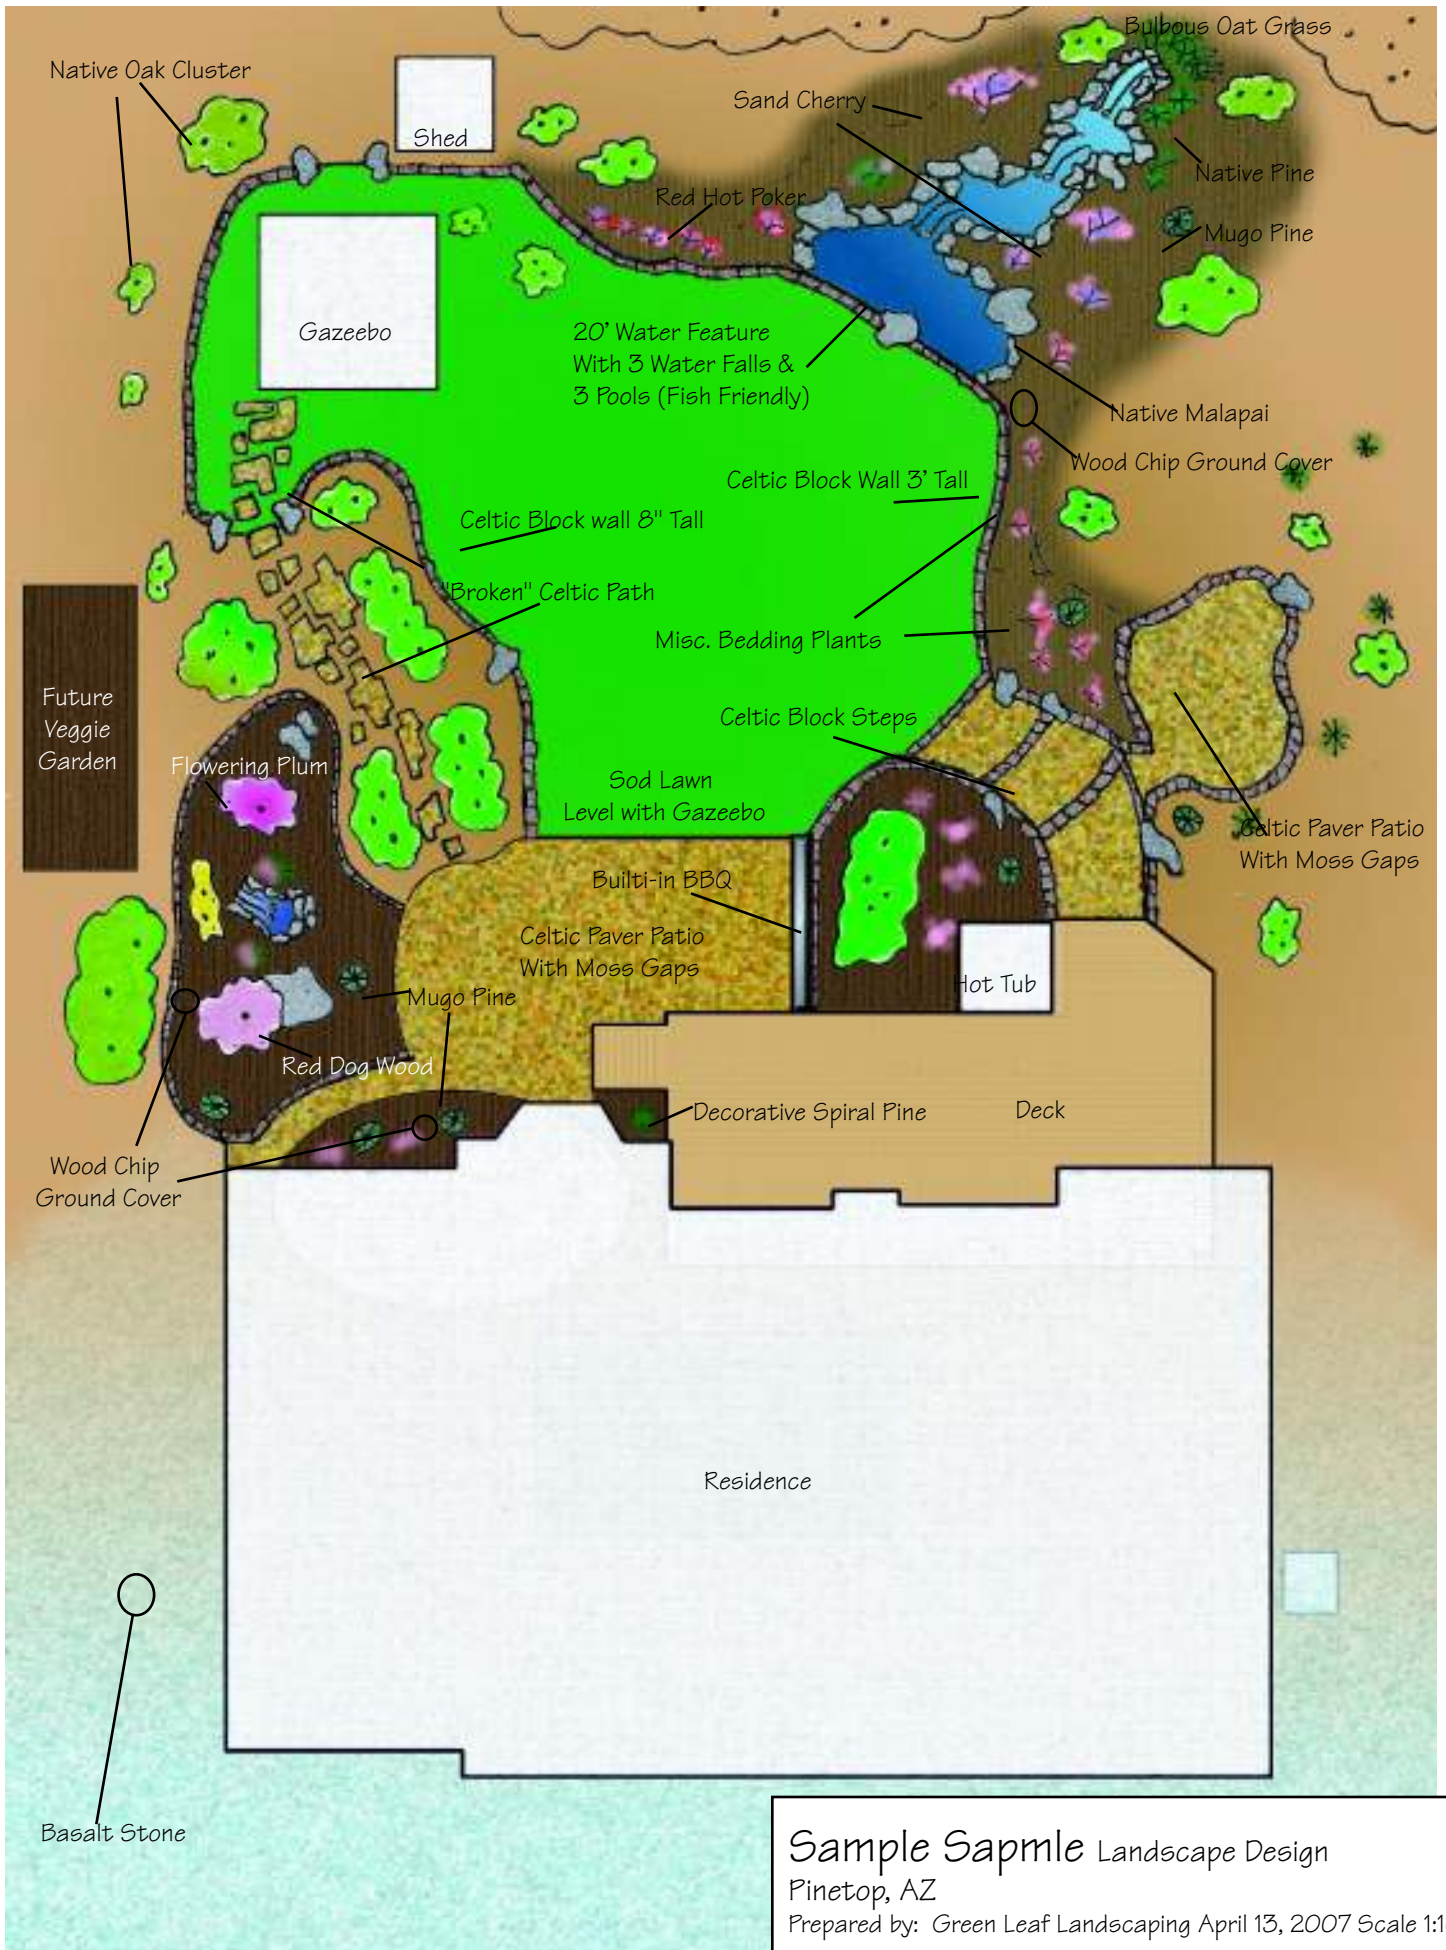 Bulbous Oat Grass
Native Oak Cluster
Sand Cherry
Shed
Native Pine
Red Hot Poker
Mugo Pine
Gazeebo
20' Water Feature
With 3 Water Falls &
3 Pools (Fish Friendly)
Native Malapai
Wood Chip Ground Cover
Celtic Block Wall 3' Tall
Celtic Block wall 8" Tall
"Broken" Celtic Path
Misc. Bedding Plants
Future
Veggie
Garden
Celtic Block Steps
Flowering Plum
Sod Lawn
Level with Gazeebo
Celtic Paver Patio
With Moss Gaps
Builti-in BBQ
Celtic Paver Patio
With Moss Gaps
Hot Tub
Mugo Pine
Red Dog Wood
Decorative Spiral Pine
Deck
Wood Chip
Ground Cover
Residence
Basalt Stone
Sample Sapmle Landscape Design
Pinetop, AZ
Prepared by: Green Leaf Landscaping April 13, 2007 Scale